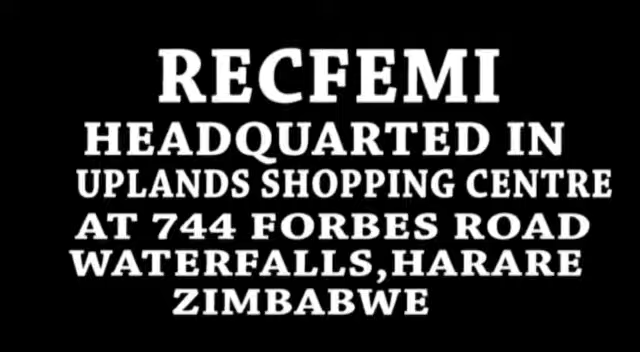 RECFEMI
HEADQUARTED IN
UPLANDS SHOPPING CENTRE
AT 744 FORBES ROAD
WATERFALLS,HARARE
ZIMBABWE